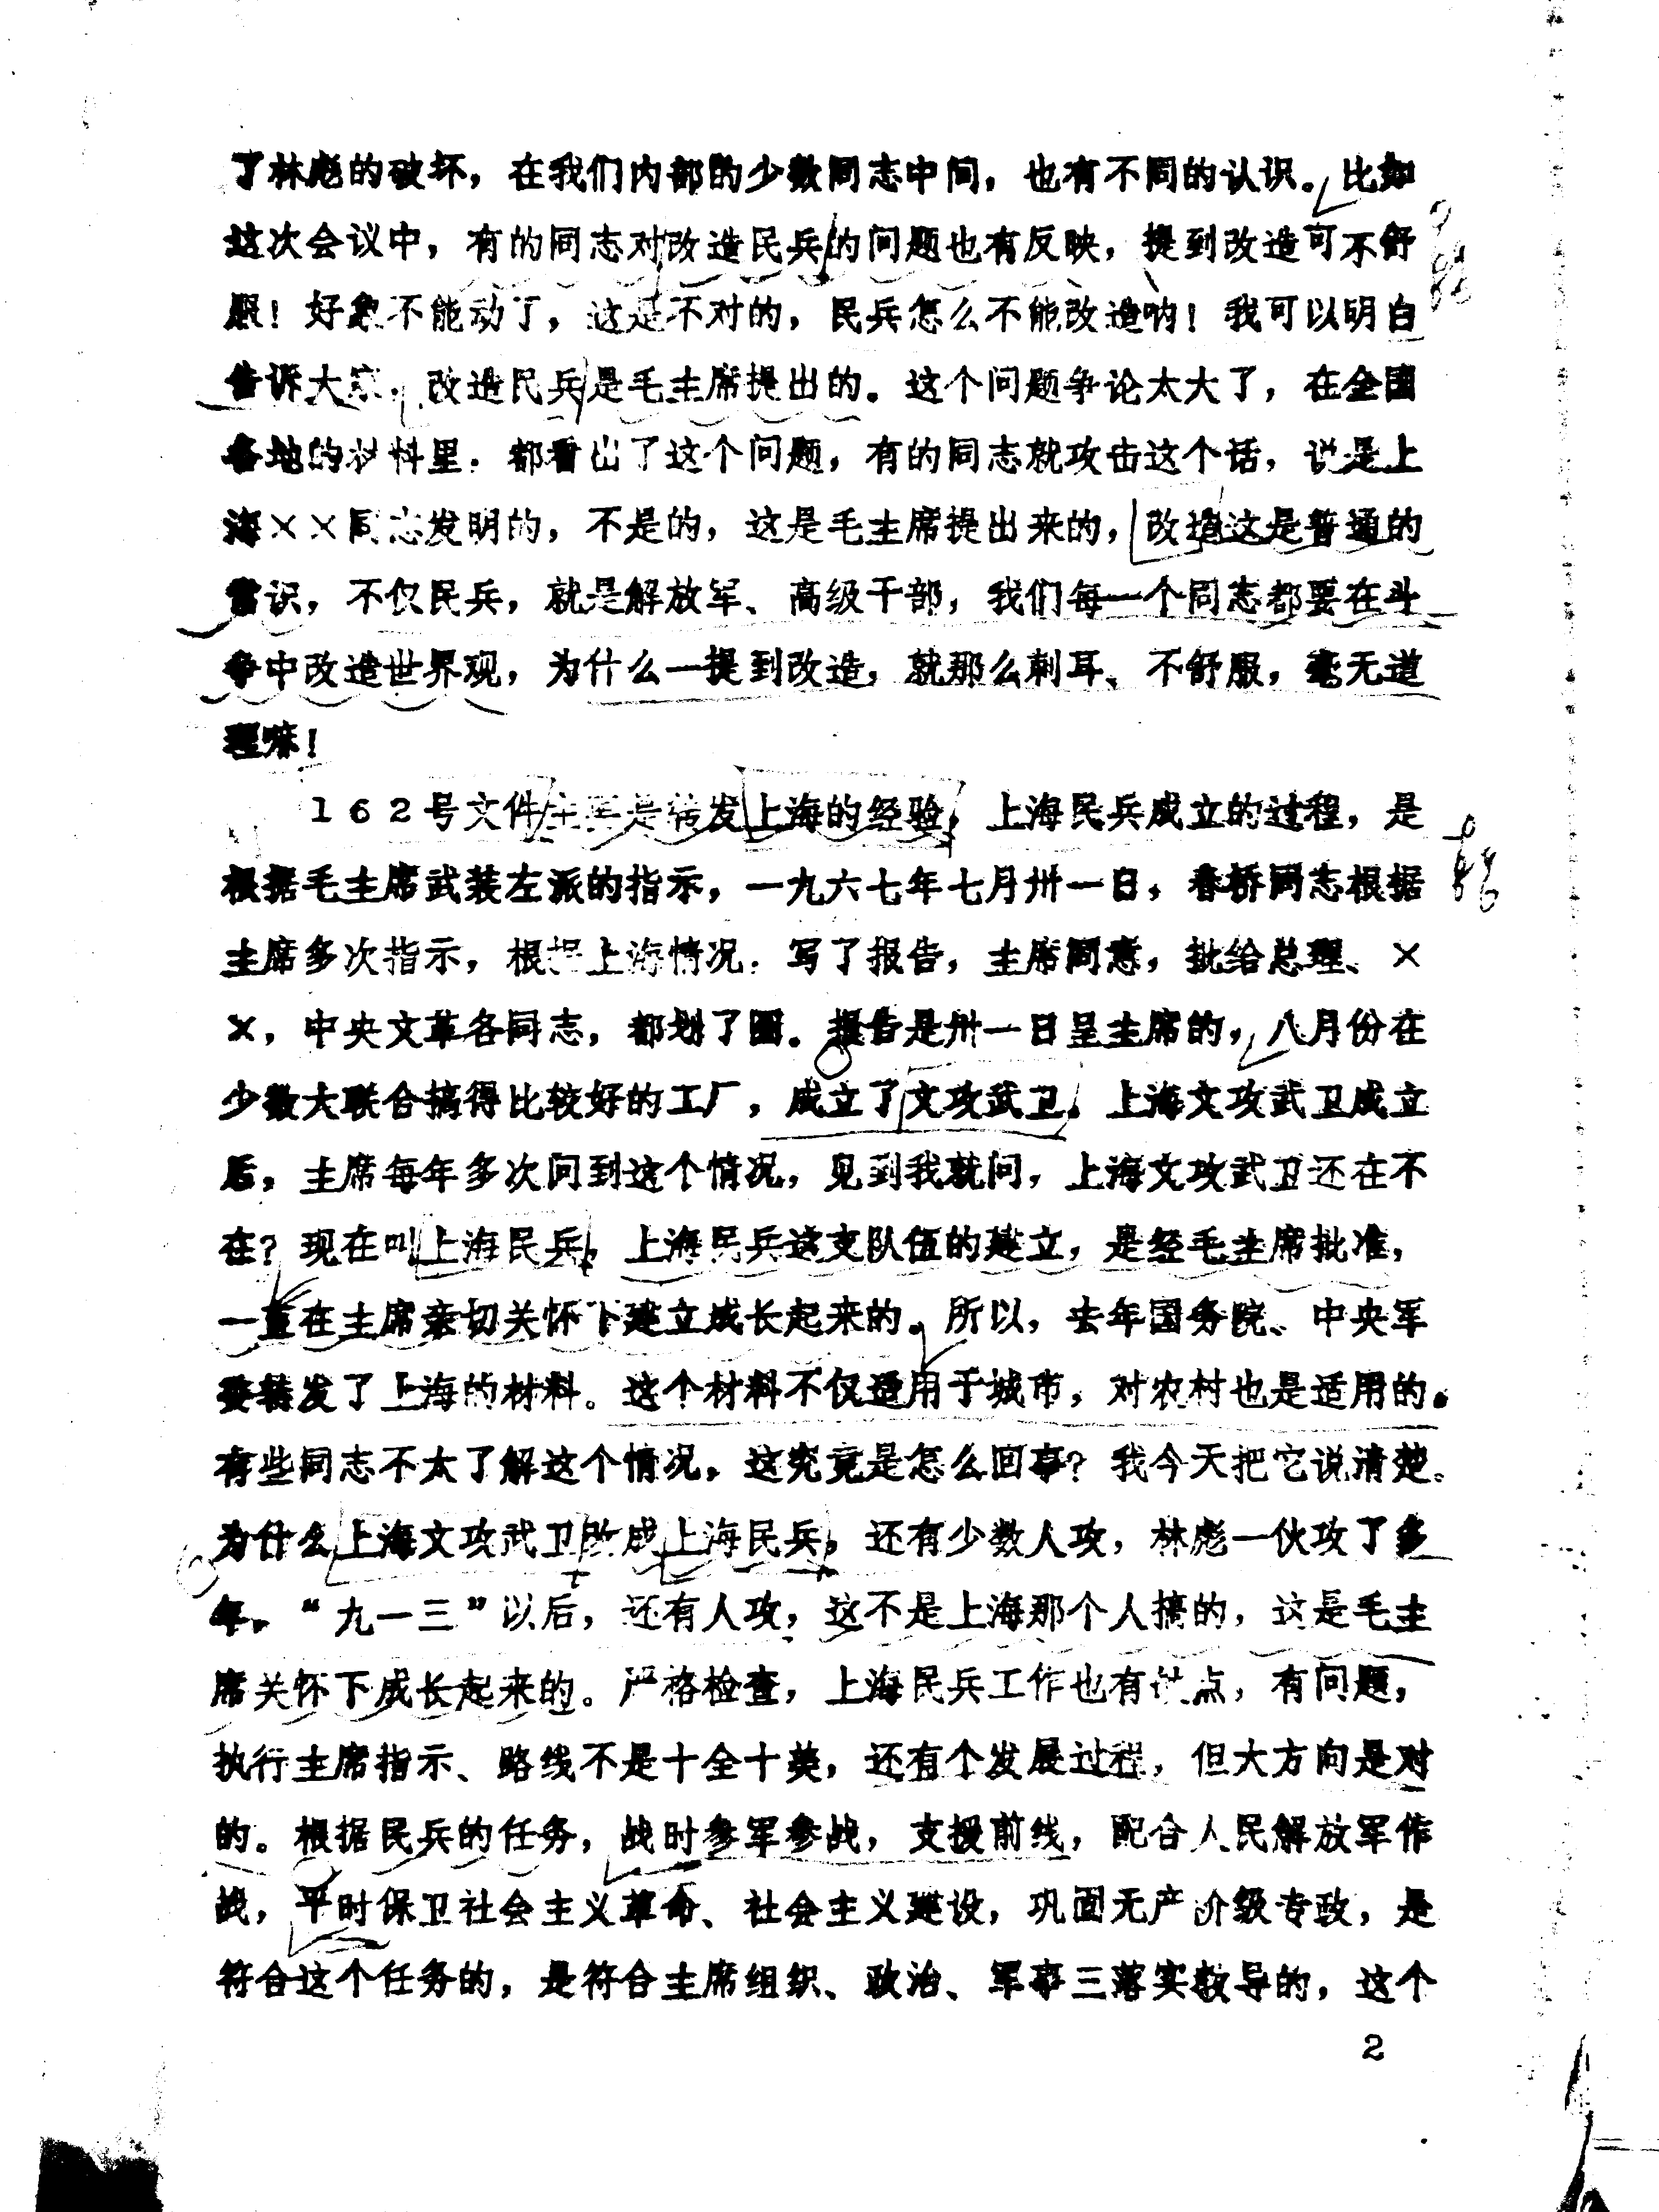 了林彪的破坏，在我们内部的少数同志中间，也有不同的认识。比如
这次会议中，有的同志对改造民兵的问题也有反映，提到改造可不舒
服！好象不能动了，这是不对的，民兵怎么不能改造呐！我可以明白
告诉大家，改造民兵是毛主席提出的。这个问题争论太大了，在全国
各地的材料里，都看出了这个问题，有的同志就攻击这个话，说是上
海××同志发明的，不是的，这是毛主席提出来的，改造这是普通的
常识，不仅民兵，就是解放军、高级干部，我们每一个同志都要在斗
争中改造世界观，为什么一提到改造，就那么刺耳、不舒服，毫无道
理嘛！
162号文件主要是转发上海的经验，上海民兵成立的过程，是
根据毛主席武装左派的指示，一九六七年七月卅一日，春桥同志根据
主席多次指示，根据上海情况，写了报告，主席同意，批给总理、×
×，中央文革各同志，都划了圈。报告是卅一日呈主席的，八月份在
少数大联合搞得比较好的工厂，成立了文攻武卫，上海文攻武卫成立
后，主席每年多次问到这个情况，见到我就问，上海文攻武卫还在不
在？现在叫上海民兵，上海民兵这支队伍的建立，是经毛主席批准，
一直在主席亲切关怀下建立成长起来的。所以，去年国务院、中央军
委转发了上海的材料。这个材料不仅适用于城市，对农村也是适用的。
有些同志不太了解这个情况，这究竟是怎么回事？我今天把它说清楚。
为什么上海文攻武卫改成上海民兵，还有少数人攻，林彪一伙攻了多
年，“九一三”以后，还有人攻，这不是上海那个人搞的，这是毛主
席关怀下成长起来的。严格检查，上海民兵工作也有缺点，有问题，
执行主席指示、路线不是十全十美，还有个发展过程，但大方向是对
的。根据民兵的任务，战时参军参战，支援前线，配合人民解放军作
战，平时保卫社会主义革命、社会主义建设，巩固无产阶级专政，是
符合这个任务的，是符合主席组织、政治、军事三落实教导的，这个
2